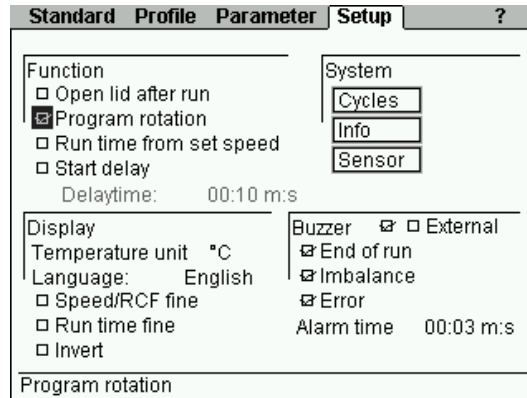 Standard Profile Parameter Setup ?
Function
Open lid after run
Program rotation
Run time from set speed
Start delay
Delaytime: 00:10 m:s
System
Cycles
Info
Sensor
Display
Temperature unit °C
Language: English
Speed/RCF fine
Run time fine
Invert
Buzzer External
End of run
Imbalance
Error
Alarm time 00:03 m:s
Program rotation